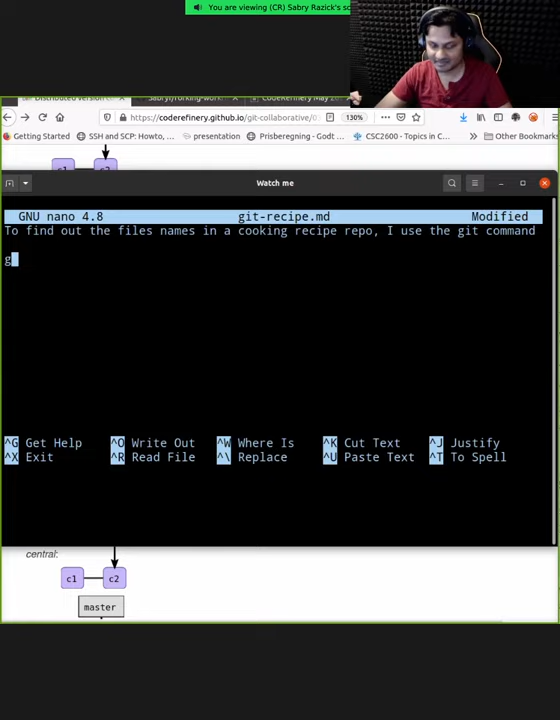 You are viewing (CR) Sabry Razick's sc
https://coderefinery.github.io/git-collaborative/0
130%
Getting Started
SSH and SCP: Howto, ...
presentation
Prisberegning: Godt ...
CSC2600 - Topics in C...
Other Bookmarks
c1
c2
Watch me
GNU nano 4.8
git-recipe.md
Modified
To find out the files names in a cooking recipe repo, I use the git command
g
^G Get Help ^O Write Out ^W Where Is ^K Cut Text ^J Justify
^X Exit ^R Read File ^\ Replace ^U Paste Text ^T To Spell
central:
c1
c2
master